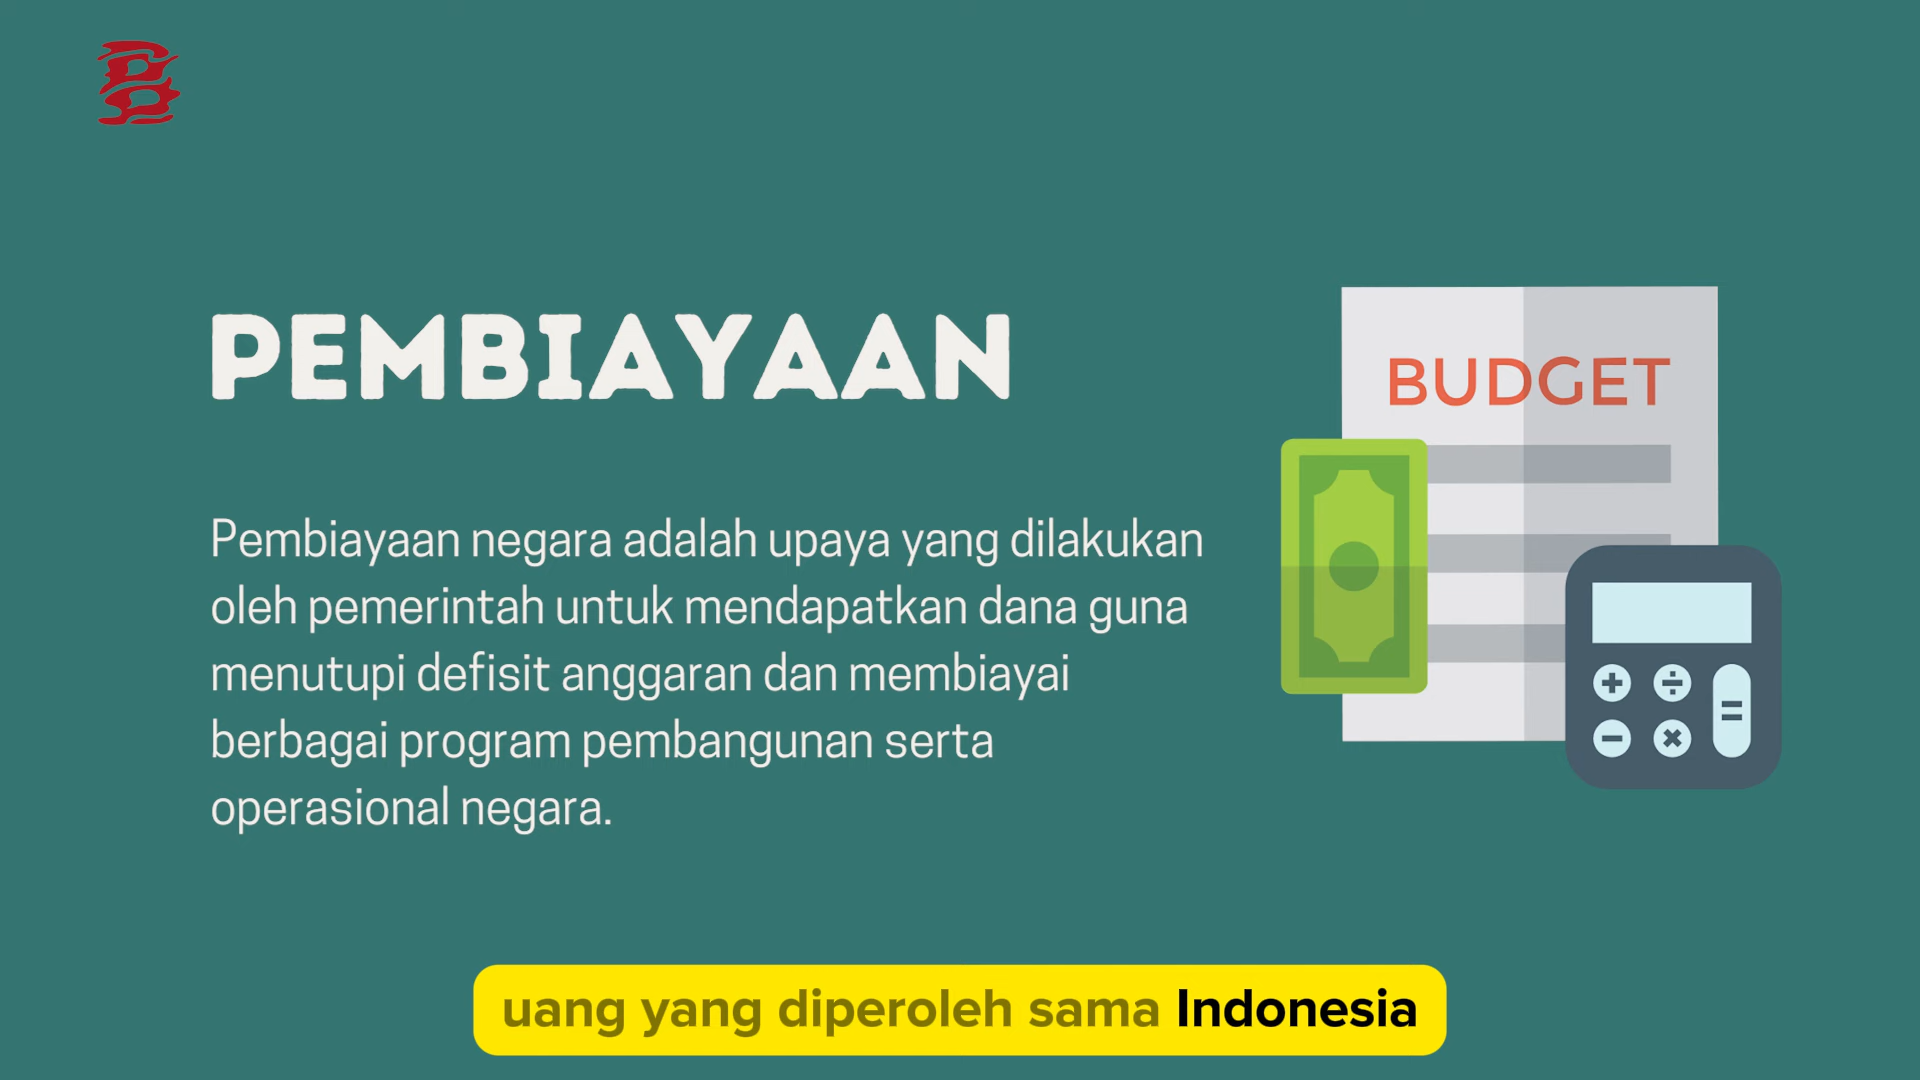 PEMBIAYAAN
BUDGET
Pembiayaan negara adalah upaya yang dilakukan
oleh pemerintah untuk mendapatkan dana guna
menutupi defisit anggaran dan membiayai
berbagai program pembangunan serta
operasional negara.
uang yang diperoleh sama Indonesia